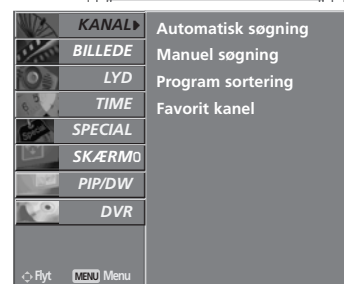 KANAL
BILLEDE
LYD
TIME
SPECIAL
SKÆRM0
PIP/DW
DVR
Flyt MENU Menu
Automatisk søgning
Manuel søgning
Program sortering
Favorit kanel